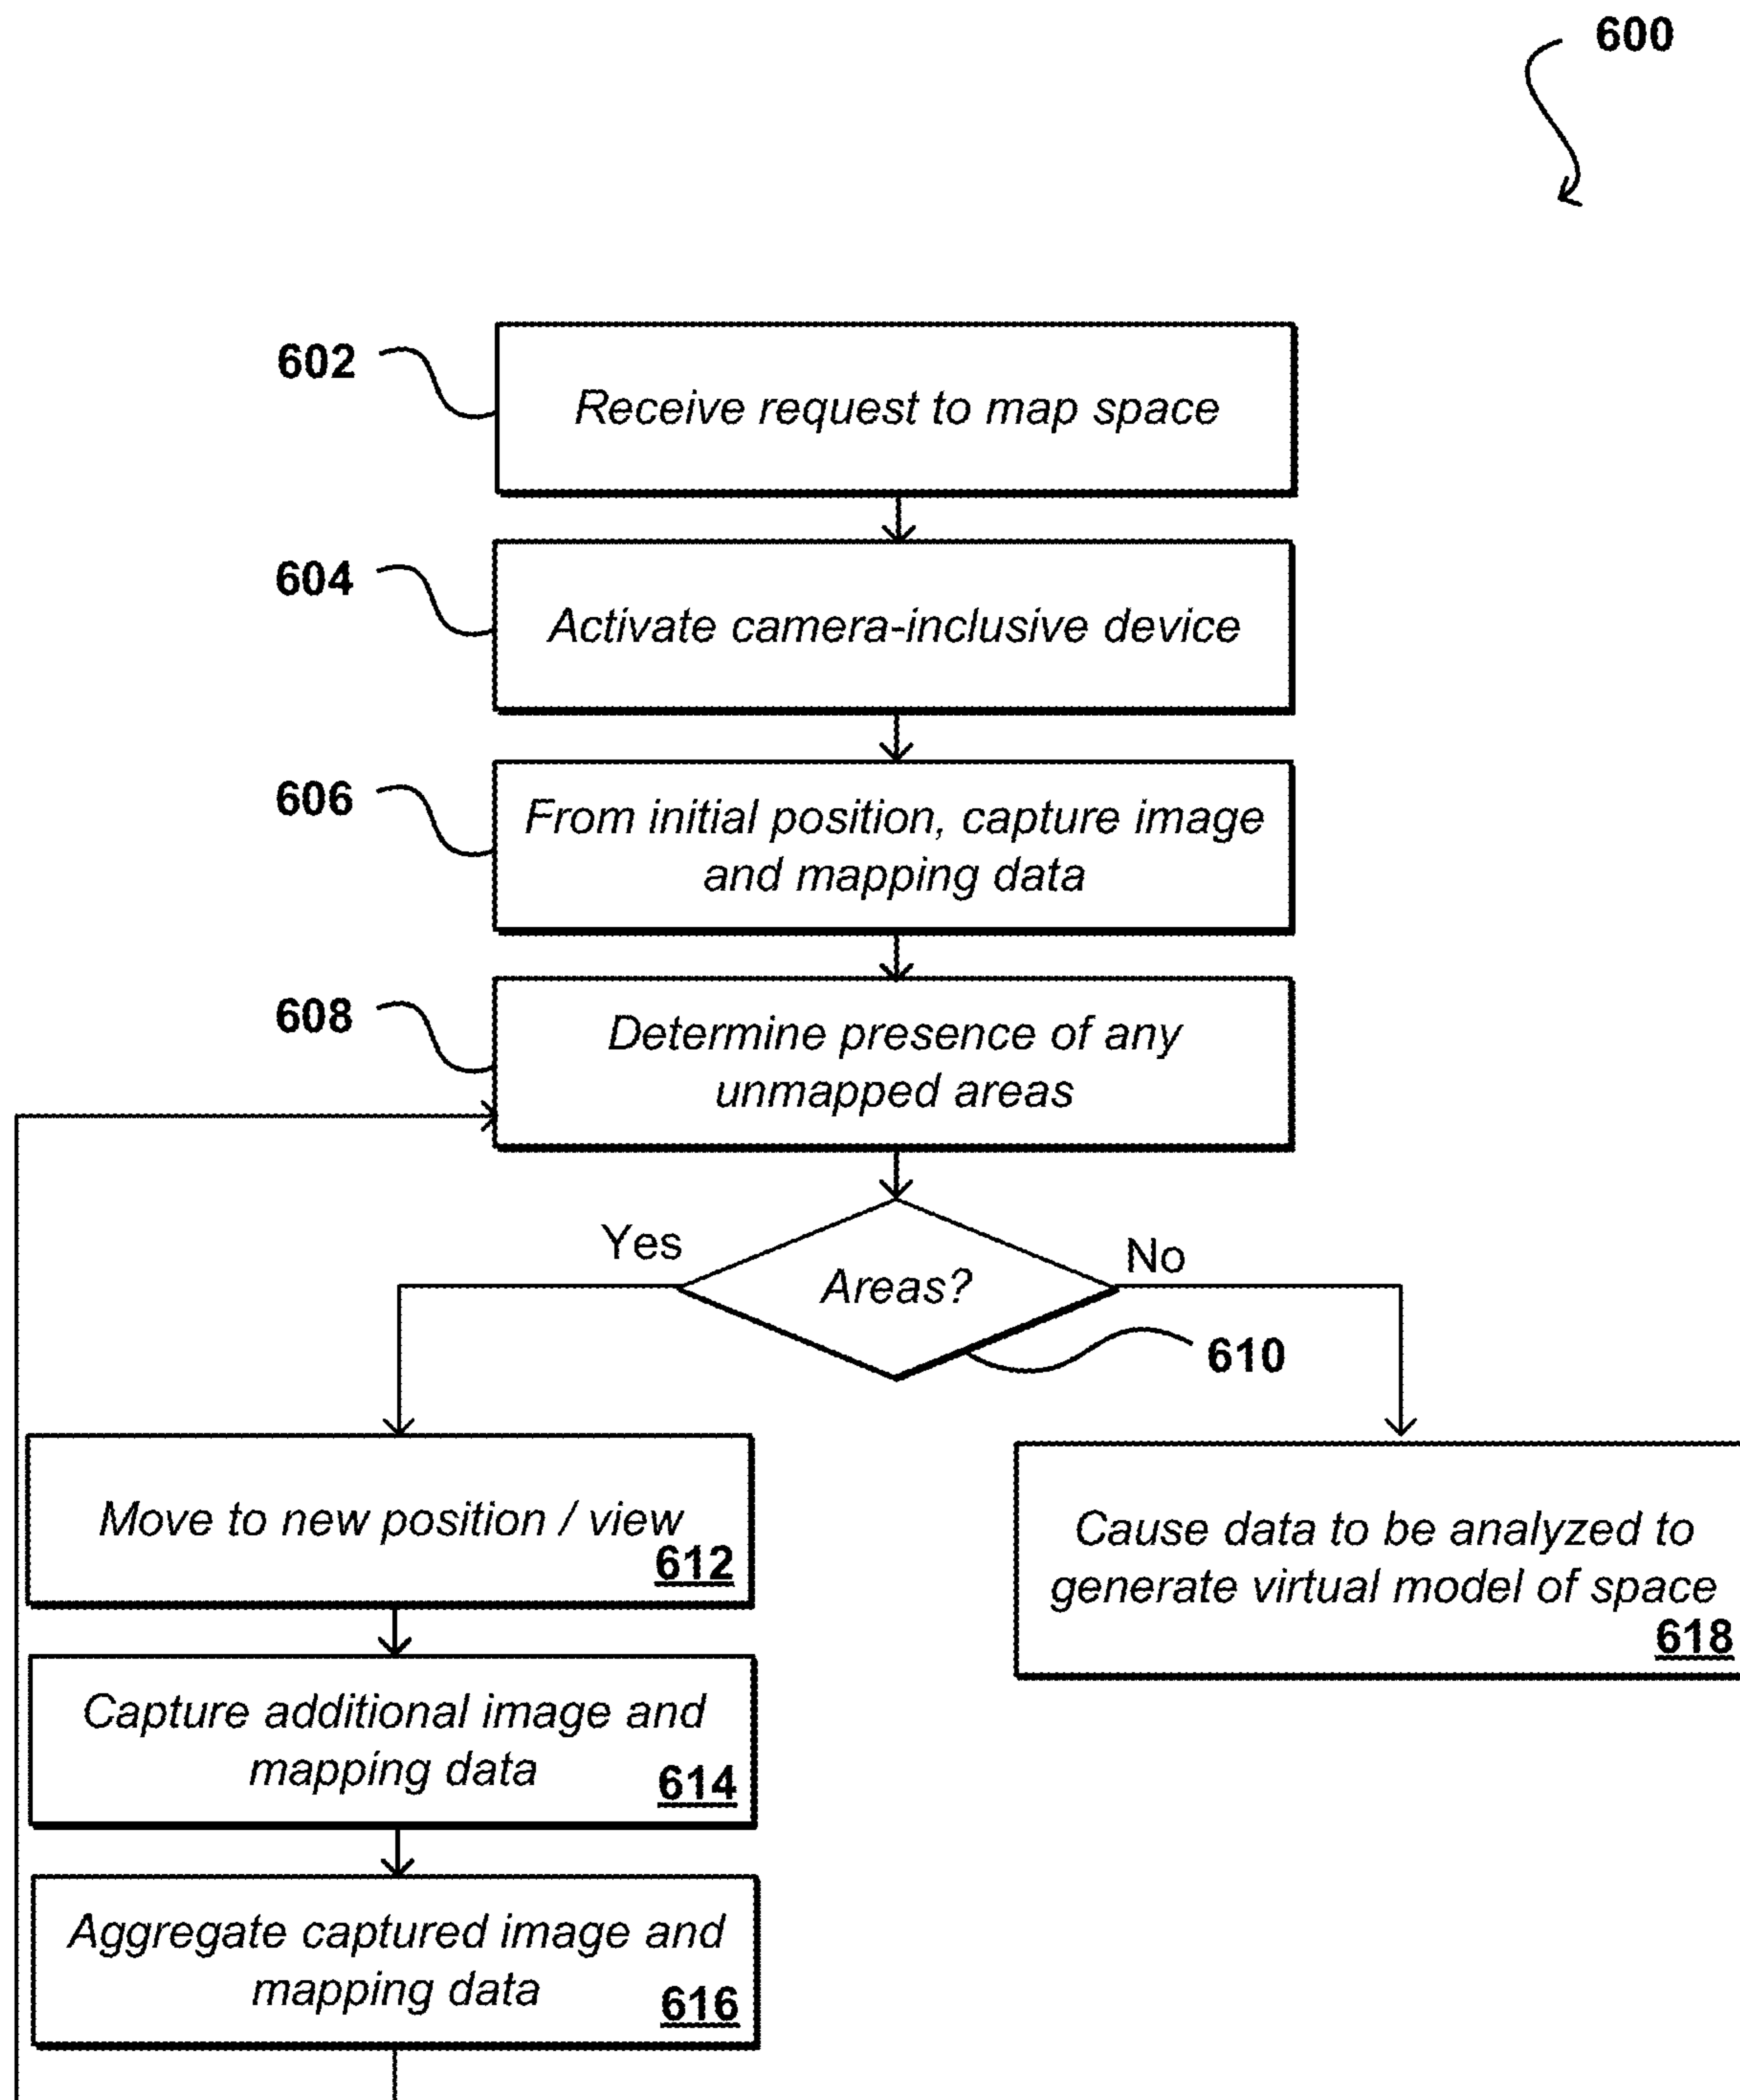 600
602
Receive request to map space
604
Activate camera-inclusive device
606
From initial position, capture image
and mapping data
608
Determine presence of any
unmapped areas
Yes
No
Areas?
610
Move to new position / view
612
Cause data to be analyzed to
generate virtual model of space
618
Capture additional image and
mapping data
614
Aggregate captured image and
mapping data
616